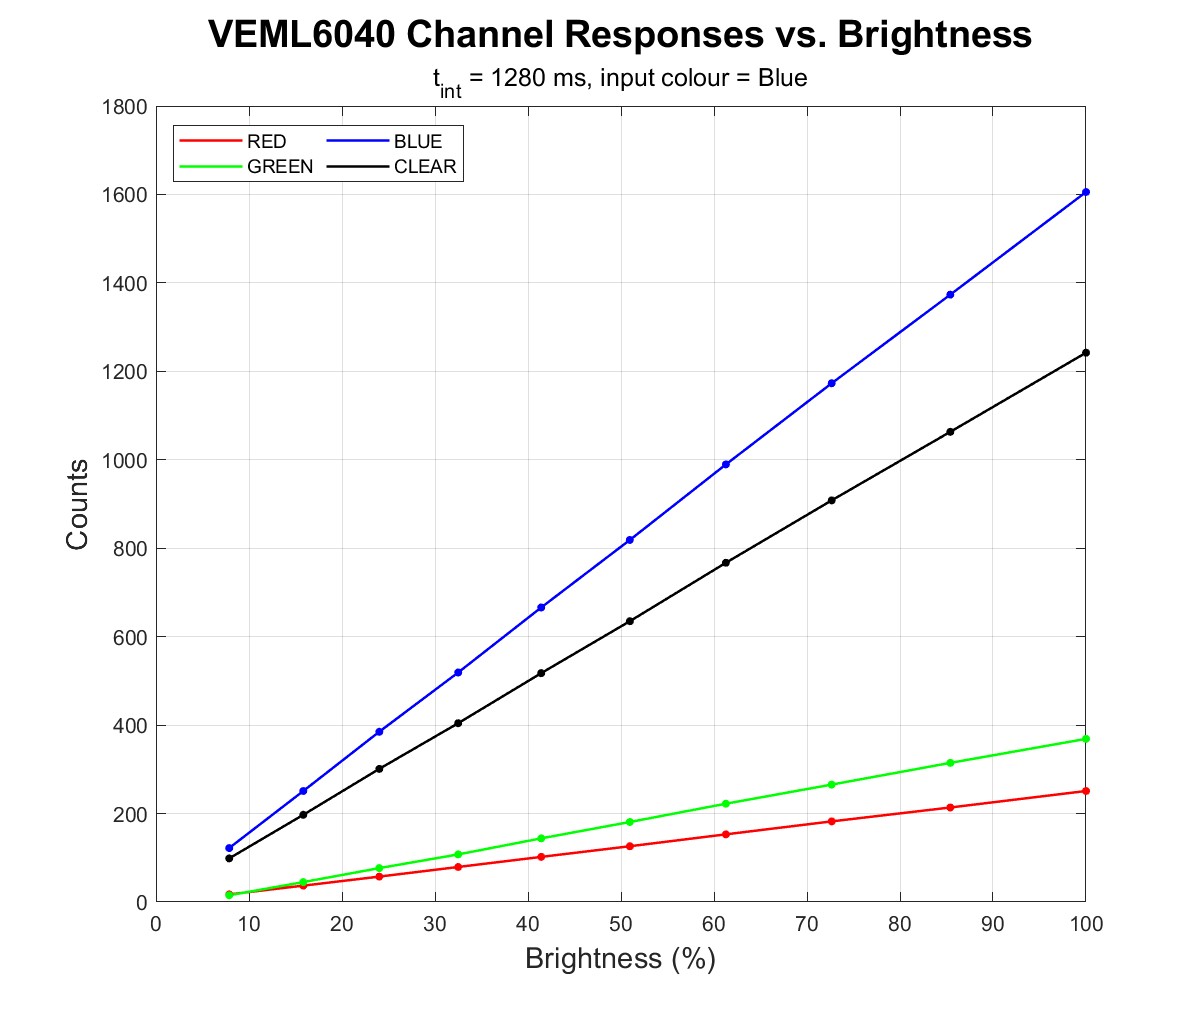 VEML6040 Channel Responses vs. Brightness
t_int = 1280 ms, input colour = Blue
RED BLUE
GREEN CLEAR
1800
1600
1400
1200
1000
800
600
400
200
0
Counts
0 10 20 30 40 50 60 70 80 90 100
Brightness (%)